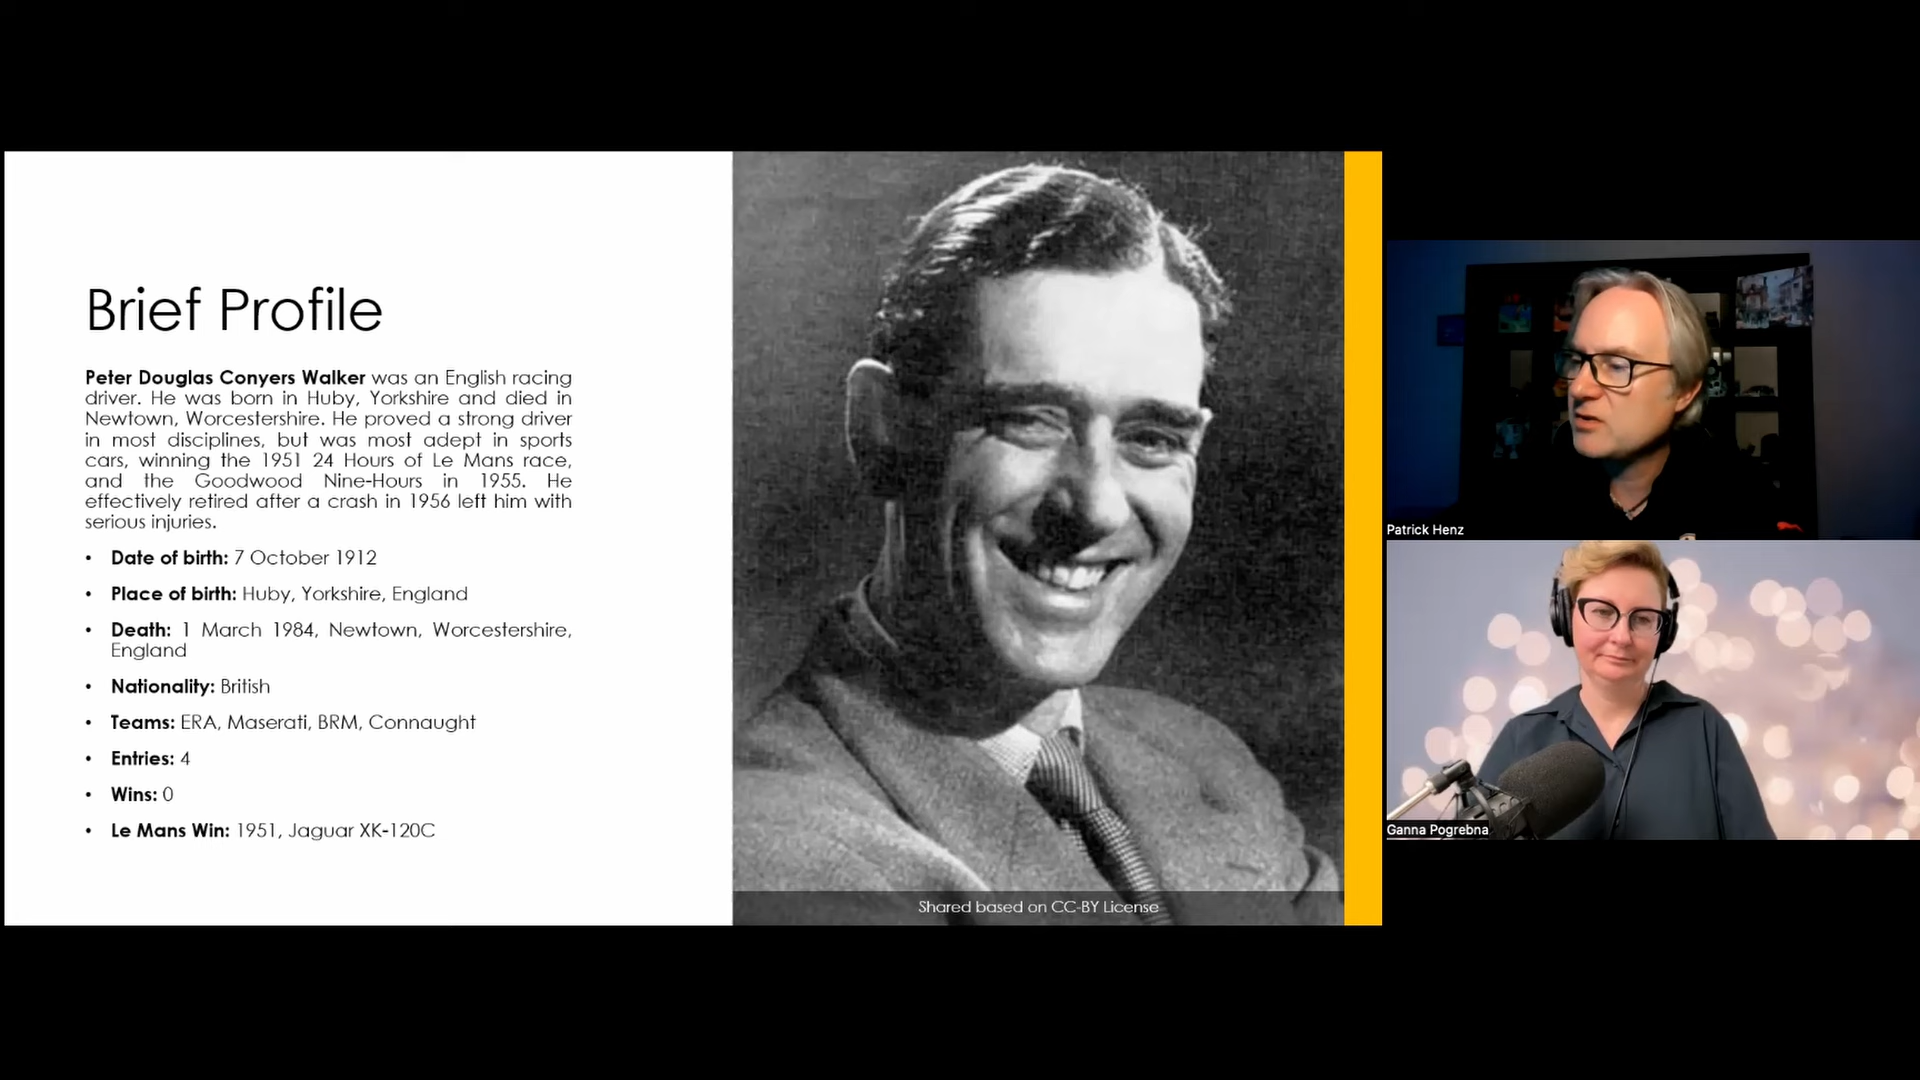 Brief Profile
Peter Douglas Conyers Walker was an English racing
driver. He was born in Huby, Yorkshire and died in
Newtown, Worcestershire. He proved a strong driver
in most disciplines, but was most adept in sports
cars, winning the 1951 24 Hours of Le Mans race,
and the Goodwood Nine-Hours in 1955. He
effectively retired after a crash in 1956 left him with
serious injuries.
• Date of birth: 7 October 1912
• Place of birth: Huby, Yorkshire, England
• Death: 1 March 1984, Newtown, Worcestershire,
England
• Nationality: British
• Teams: ERA, Maserati, BRM, Connaught
• Entries: 4
• Wins: 0
• Le Mans Win: 1951, Jaguar XK-120C
Shared based on CC-BY License
Patrick Henz
Ganna Pogrebna